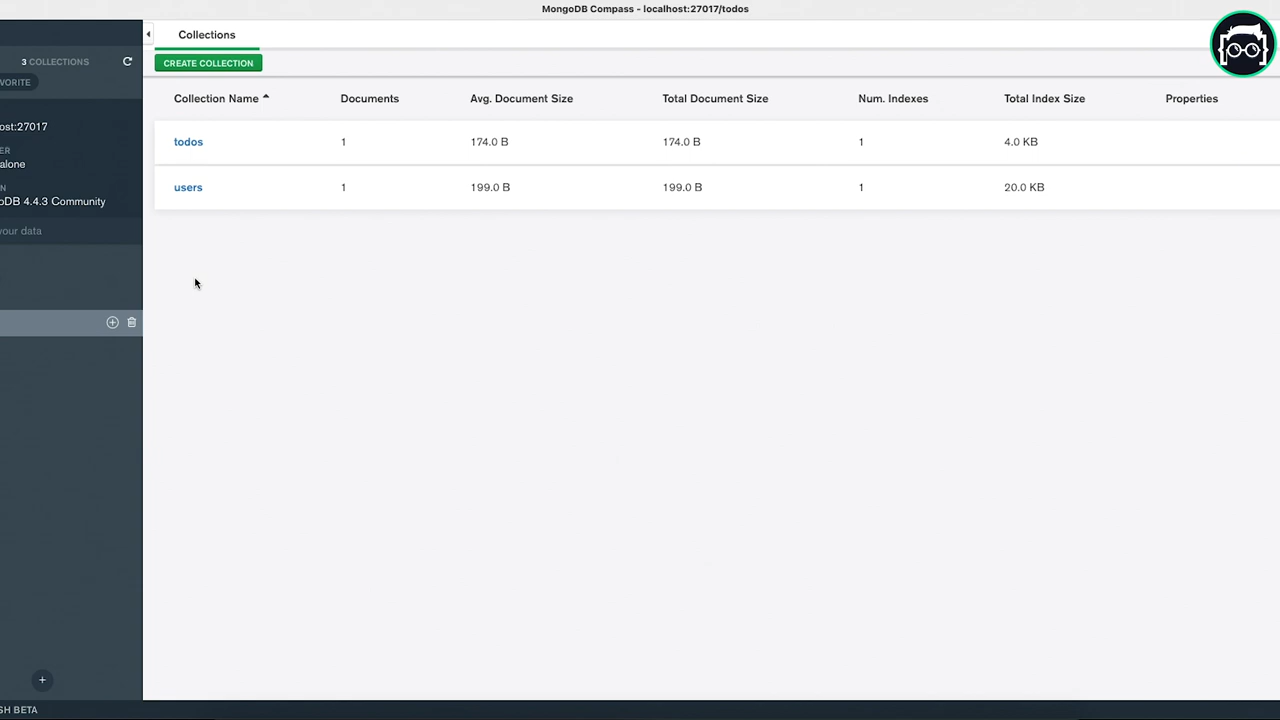 MongoDB Compass - localhost:27017/todos
Collections
3 COLLECTIONS
VORITE
CREATE COLLECTION
Collection Name Documents Avg. Document Size Total Document Size Num. Indexes Total Index Size Properties
ost:27017
todos 1 174.0 B 174.0 B 1 4.0 KB
ER
alone
N
users 1 199.0 B 199.0 B 1 20.0 KB
oDB 4.4.3 Community
your data
SH BETA